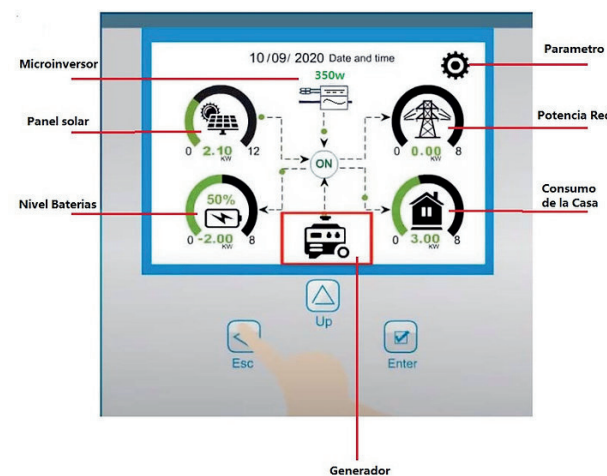 10/09/ 2020 Date and time
Microinversor
350w
Parametro
Panel solar
0 2.10 12
KW
0 0.00 8
KW
Potencia Red
ON
Nivel Baterias
50%
0 -2.00 8
KW
0 3.00 8
KW
Consumo
de la Casa
Up
Esc
Enter
Generador